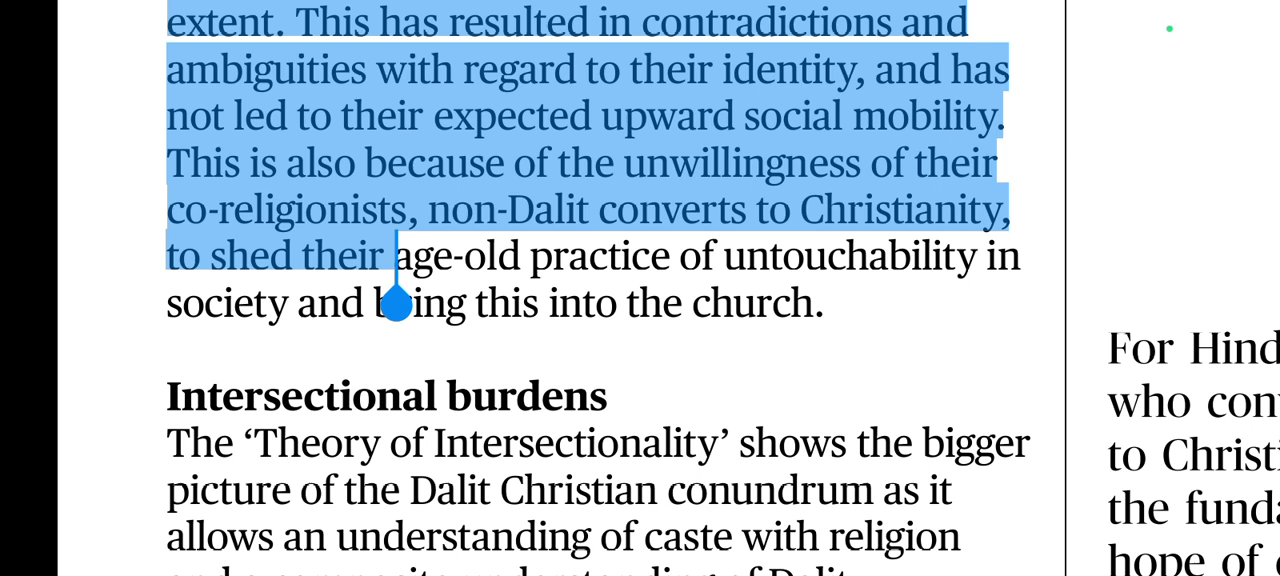 extent. This has resulted in contradictions and
ambiguities with regard to their identity, and has
not led to their expected upward social mobility.
This is also because of the unwillingness of their
co-religionists, non-Dalit converts to Christianity,
to shed their age-old practice of untouchability in
society and bring this into the church.
Intersectional burdens
The ‘Theory of Intersectionality’ shows the bigger
picture of the Dalit Christian conundrum as it
allows an understanding of caste with religion
For Hind
who con
to Christi
the funda
hope of